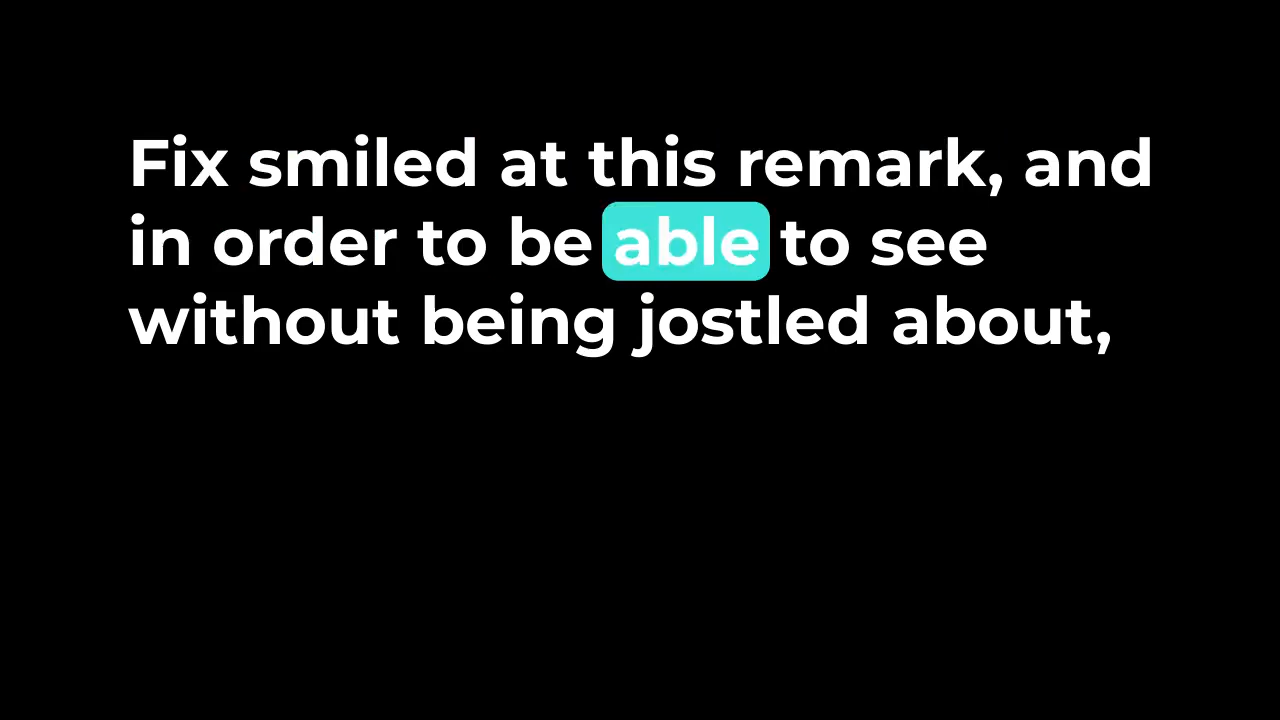 Fix smiled at this remark, and
in order to be able to see
without being jostled about,